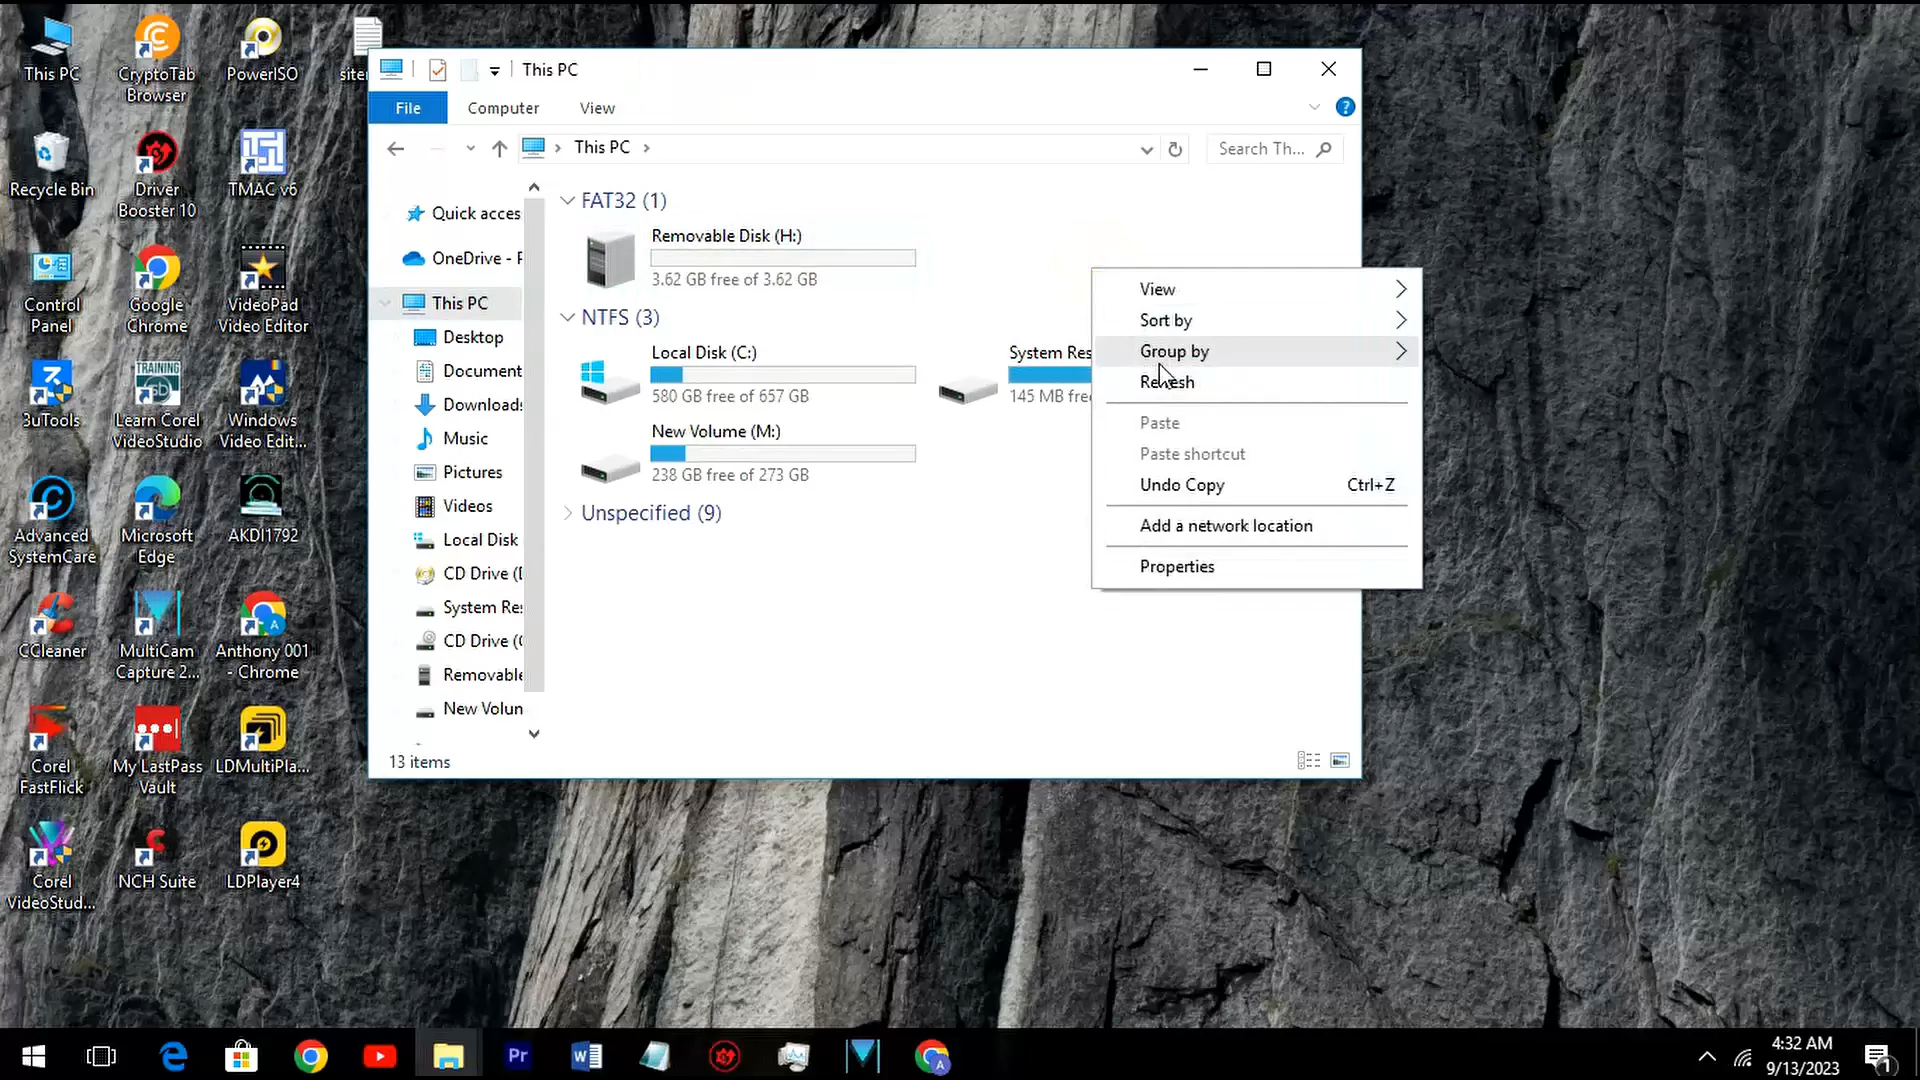 This PC
CryptoTab
Browser
PowerISO
Recycle Bin
Driver
Booster 10
TMAC v6
Control
Panel
Google
Chrome
VideoPad
Video Editor
3uTools
TRAINING
sb
Learn Corel
VideoStudio
Windows
Video Edit...
Advanced
SystemCare
Microsoft
Edge
AKDI1792
CCleaner
MultiCam
Capture 2...
Anthony 001
- Chrome
Corel
FastFlick
My LastPass
Vault
LDMultiPla...
Corel
VideoStud...
NCH Suite
LDPlayer4
This PC
File
Computer
View
This PC
Search Th...
Quick acces
OneDrive - P
This PC
Desktop
Document
Downloads
Music
Pictures
Videos
Local Disk
CD Drive (D
System Res
CD Drive (G
Removable
New Volun
FAT32 (1)
Removable Disk (H:)
3.62 GB free of 3.62 GB
NTFS (3)
Local Disk (C:)
580 GB free of 657 GB
System Res
145 MB free
New Volume (M:)
238 GB free of 273 GB
Unspecified (9)
13 items
View
Sort by
Group by
Refresh
Paste
Paste shortcut
Undo Copy Ctrl+Z
Add a network location
Properties
Pr
4:32 AM
9/13/2023
1